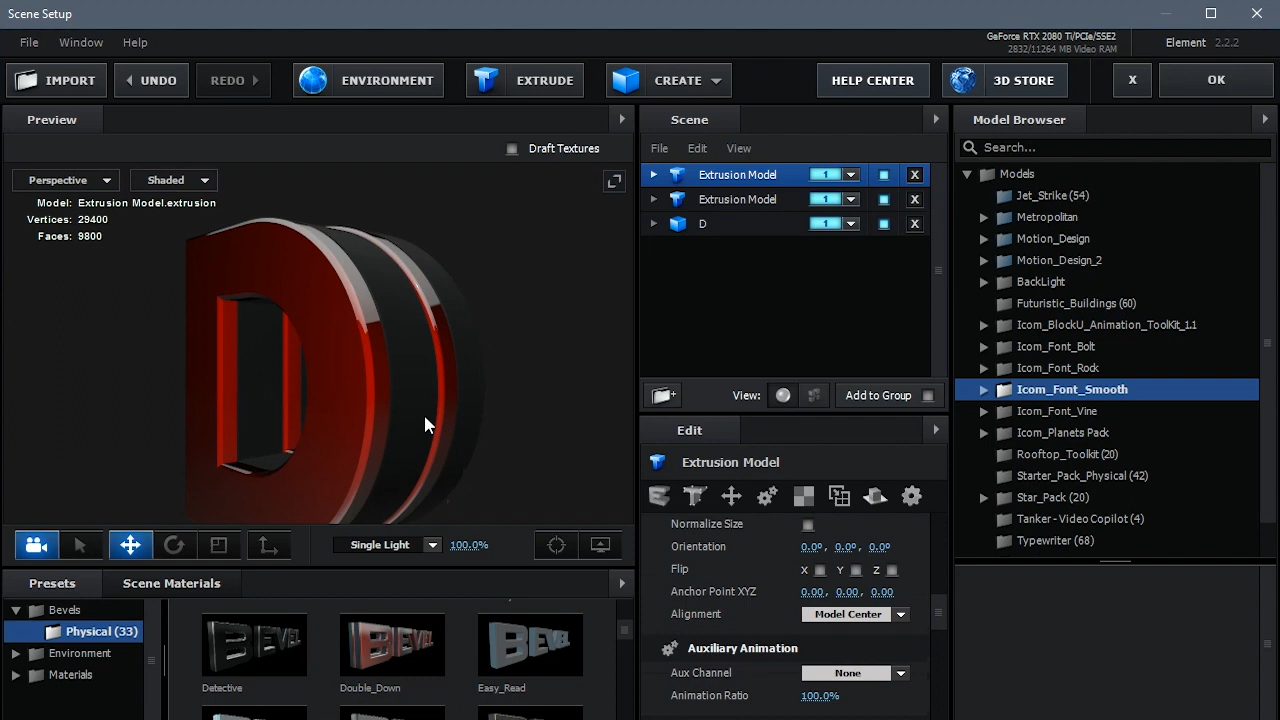 Scene Setup
File Window Help
GeForce RTX 2080 Ti/PCIe/SSE2
2832/11264 MB Video RAM
Element 2.2.2
IMPORT UNDO REDO ENVIRONMENT EXTRUDE CREATE HELP CENTER 3D STORE X OK
Preview
Draft Textures
Perspective Shaded
Model: Extrusion Model.extrusion
Vertices: 29400
Faces: 9800
D
Single Light 100.0%
Presets Scene Materials
Bevels
Physical (33)
Environment
Materials
BEVEL BEVEL BEVEL
Detective Double_Down Easy_Read
Scene
File Edit View
Extrusion Model 1 X
Extrusion Model 1 X
D 1 X
View: Add to Group
Edit
Extrusion Model
Normalize Size
Orientation 0.0°, 0.0°, 0.0°
Flip X Y Z
Anchor Point XYZ 0.00, 0.00, 0.00
Alignment Model Center
Auxiliary Animation
Aux Channel None
Animation Ratio 100.0%
Model Browser
Search...
Models
Jet_Strike (54)
Metropolitan
Motion_Design
Motion_Design_2
BackLight
Futuristic_Buildings (60)
Icom_BlockU_Animation_ToolKit_1.1
Icom_Font_Bolt
Icom_Font_Rock
Icom_Font_Smooth
Icom_Font_Vine
Icom_Planets Pack
Rooftop_Toolkit (20)
Starter_Pack_Physical (42)
Star_Pack (20)
Tanker - Video Copilot (4)
Typewriter (68)